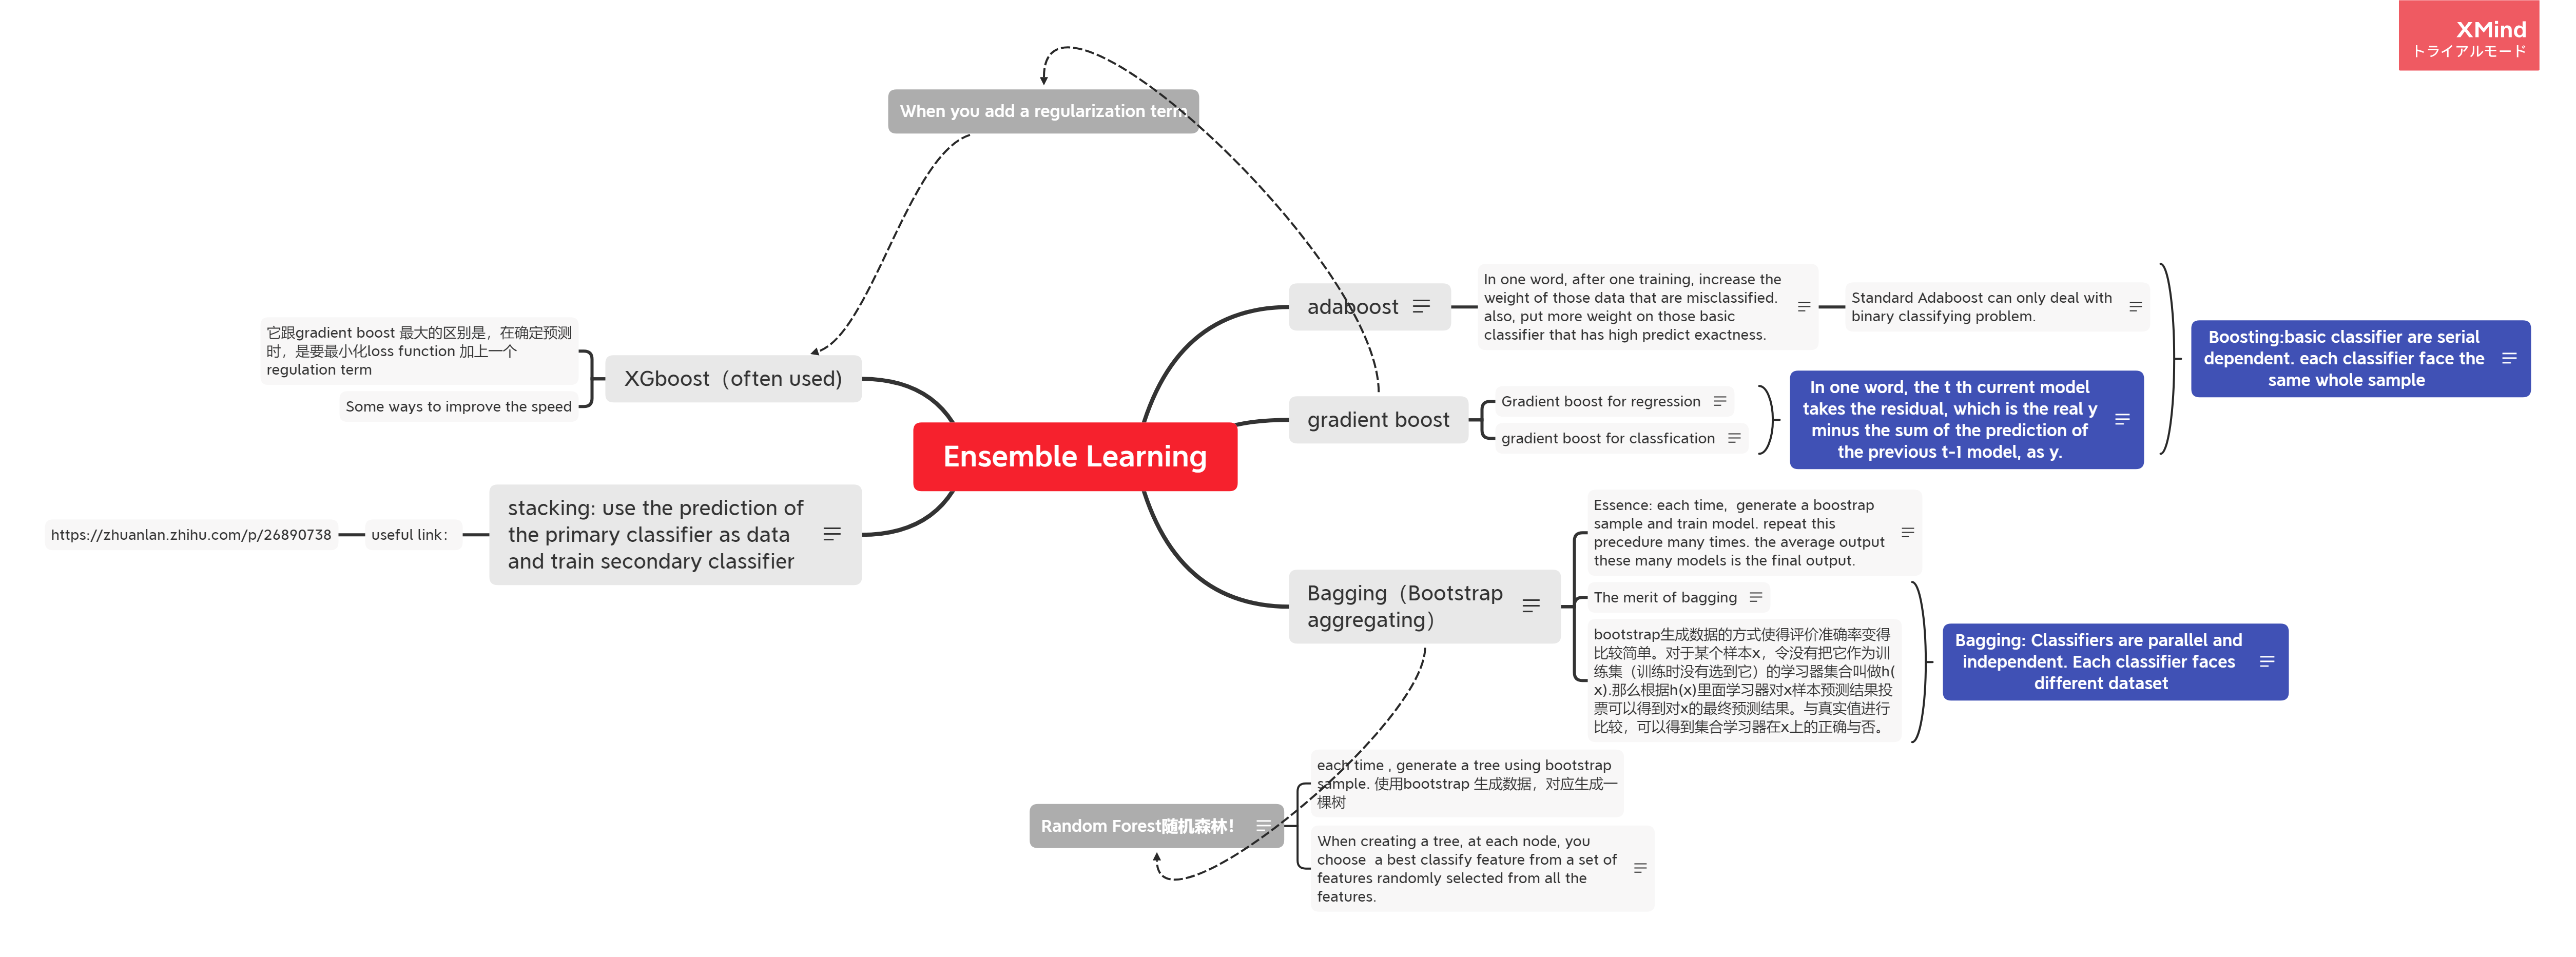 XMind
トライアルモード
When you add a regularization term
Ensemble Learning
adaboost
In one word, after one training, increase the
weight of those data that are misclassified.
also, put more weight on those basic
classifier that has high predict exactness.
Standard Adaboost can only deal with
binary classifying problem.
gradient boost
Gradient boost for regression
gradient boost for classfication
In one word, the t th current model
takes the residual, which is the real y
minus the sum of the prediction of
the previous t-1 model, as y.
Boosting:basic classifier are serial
dependent. each classifier face the
same whole sample
Bagging（Bootstrap
aggregating）
Essence: each time,  generate a boostrap
sample and train model. repeat this
precedure many times. the average output
these many models is the final output.
The merit of bagging
bootstrap生成数据的方式使得评价准确率变得
比较简单。对于某个样本x，令没有把它作为训
练集（训练时没有选到它）的学习器集合叫做h(
x).那么根据h(x)里面学习器对x样本预测结果投
票可以得到对x的最终预测结果。与真实值进行
比较，可以得到集合学习器在x上的正确与否。
Bagging: Classifiers are parallel and
independent. Each classifier faces
different dataset
Random Forest随机森林！
each time , generate a tree using bootstrap
sample. 使用bootstrap 生成数据，对应生成一
棵树
When creating a tree, at each node, you
choose  a best classify feature from a set of
features randomly selected from all the
features.
XGboost（often used)
它跟gradient boost 最大的区别是，在确定预测
时，是要最小化loss function 加上一个
regulation term
Some ways to improve the speed
stacking: use the prediction of
the primary classifier as data
and train secondary classifier
useful link：
https://zhuanlan.zhihu.com/p/26890738